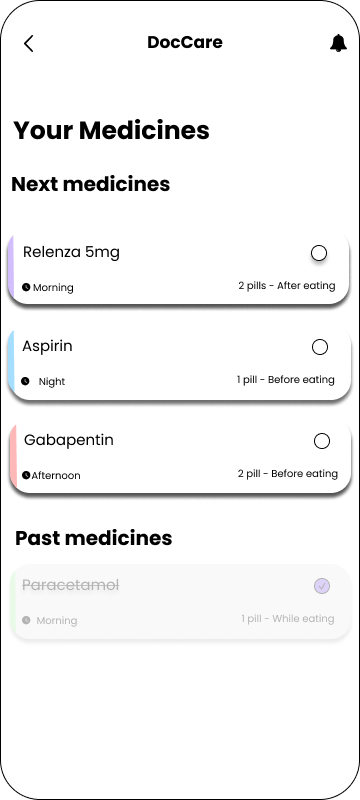 DocCare
Your Medicines
Next medicines
Relenza 5mg
Morning
2 pills - After eating
Aspirin
Night
1 pill - Before eating
Gabapentin
Afternoon
2 pill - Before eating
Past medicines
Paracetamol
Morning
1 pill - While eating